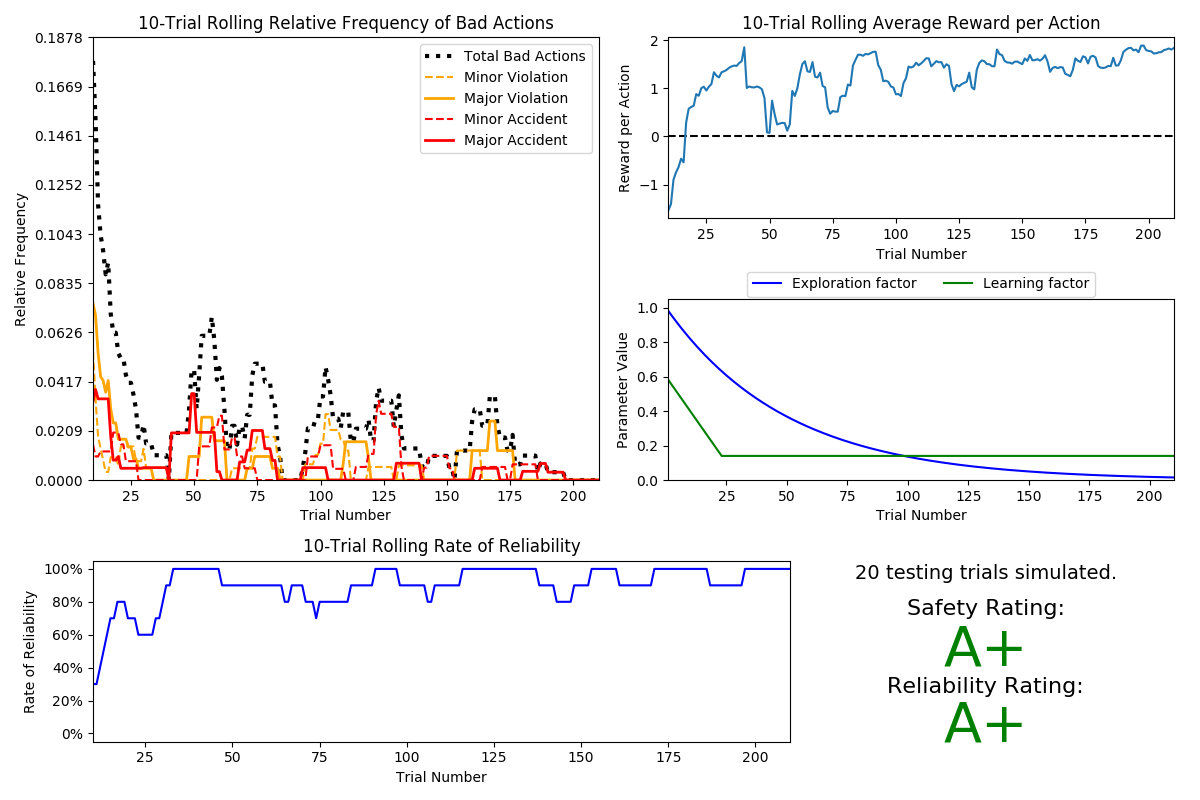 10-Trial Rolling Relative Frequency of Bad Actions
0.1878
0.1669
0.1461
0.1252
0.1043
0.0835
0.0626
0.0417
0.0209
0.0000
Relative Frequency
Total Bad Actions
Minor Violation
Major Violation
Minor Accident
Major Accident
25 50 75 100 125 150 175 200
Trial Number
10-Trial Rolling Average Reward per Action
2
1
0
−1
Reward per Action
25 50 75 100 125 150 175 200
Trial Number
Exploration factor Learning factor
1.0
0.8
0.6
0.4
0.2
0.0
Parameter Value
25 50 75 100 125 150 175 200
Trial Number
10-Trial Rolling Rate of Reliability
100%
80%
60%
40%
20%
0%
Rate of Reliability
25 50 75 100 125 150 175 200
Trial Number
20 testing trials simulated.
Safety Rating:
A+
Reliability Rating:
A+